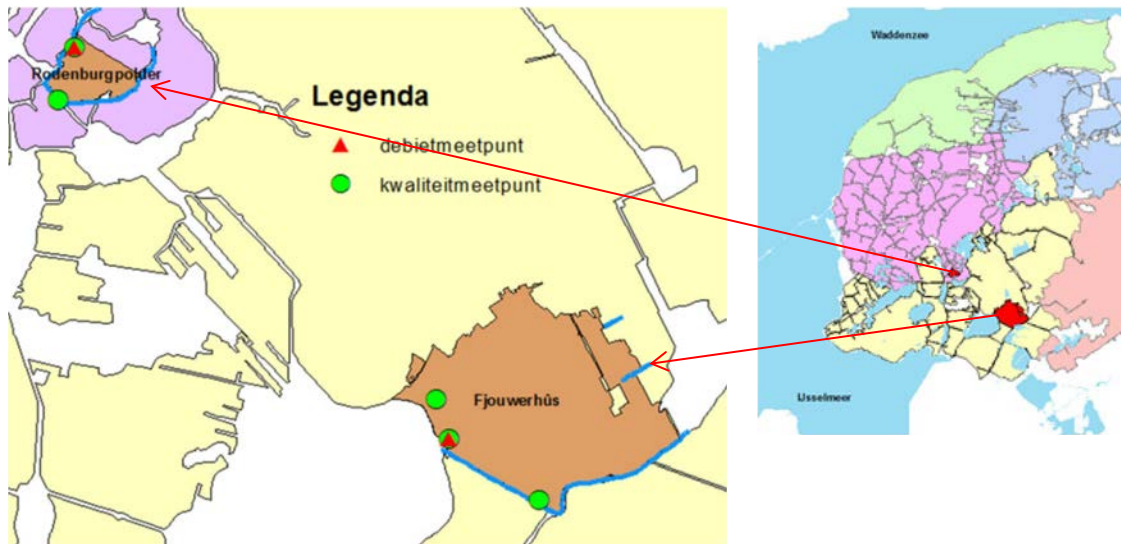 Rodenburgpolder
Legenda
debietmeetpunt
kwaliteitmeetpunt
Fjouwerhûs
Waddenzee
IJsselmeer